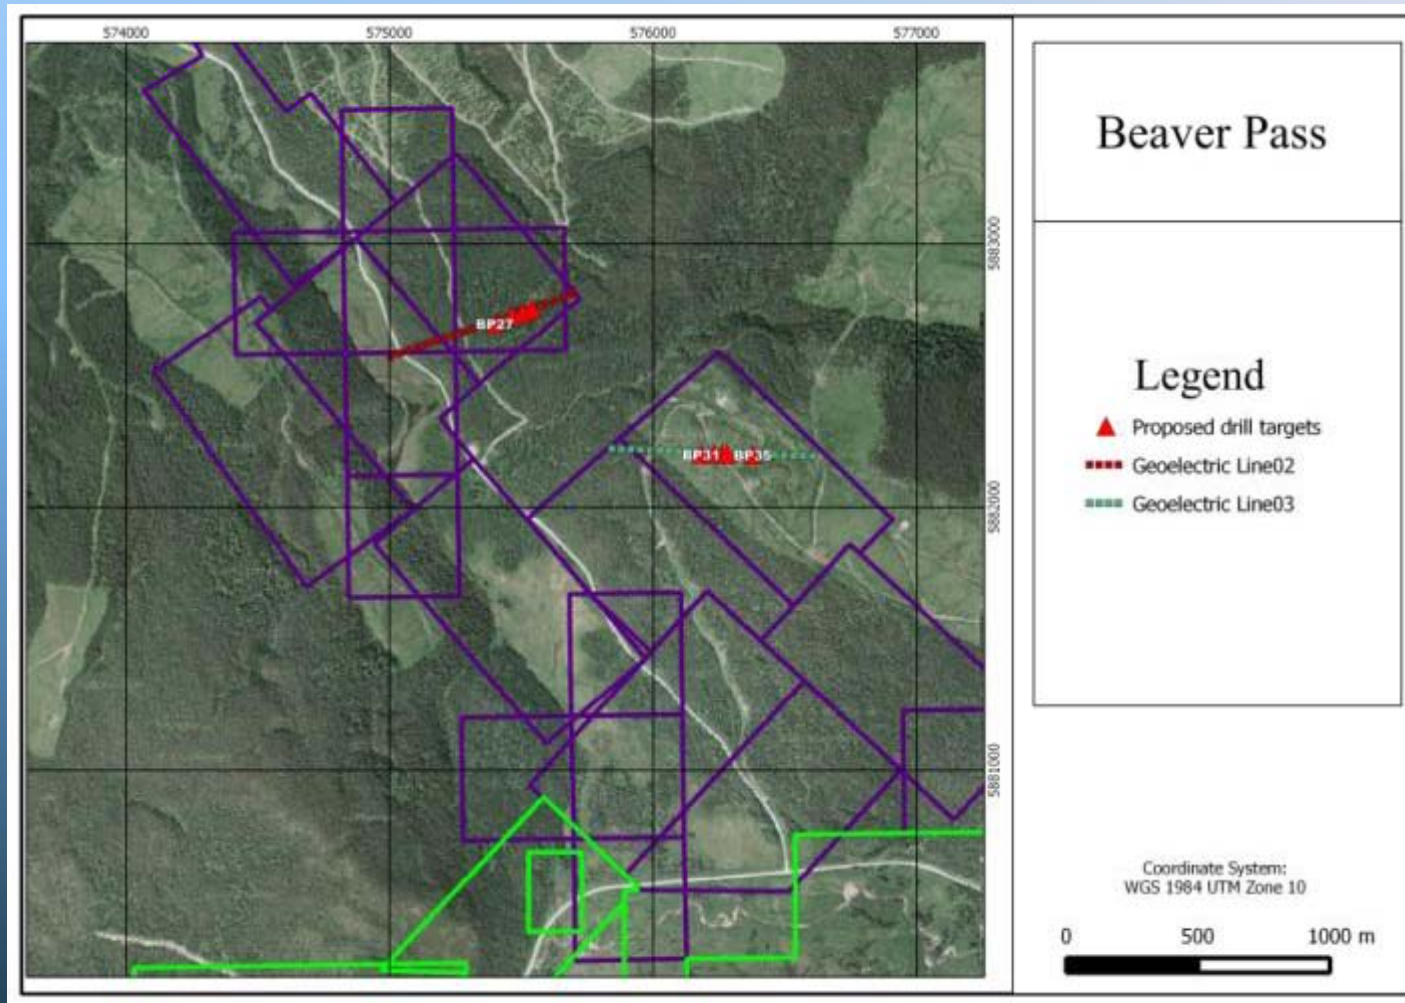 574000 575000 576000 577000
5883000
5882000
5881000
BP27
BP31 BP35
Beaver Pass
Legend
Proposed drill targets
Geoelectric Line02
Geoelectric Line03
Coordinate System:
WGS 1984 UTM Zone 10
0 500 1000 m